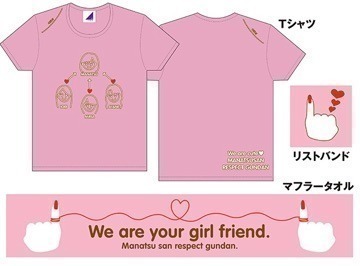 Tシャツ
MANATSU
We are cute
MANATSUSAN
RESPECT GUNDAN
リストバンド
マフラータオル
We are your girl friend.
Manatsu san respect gundan.